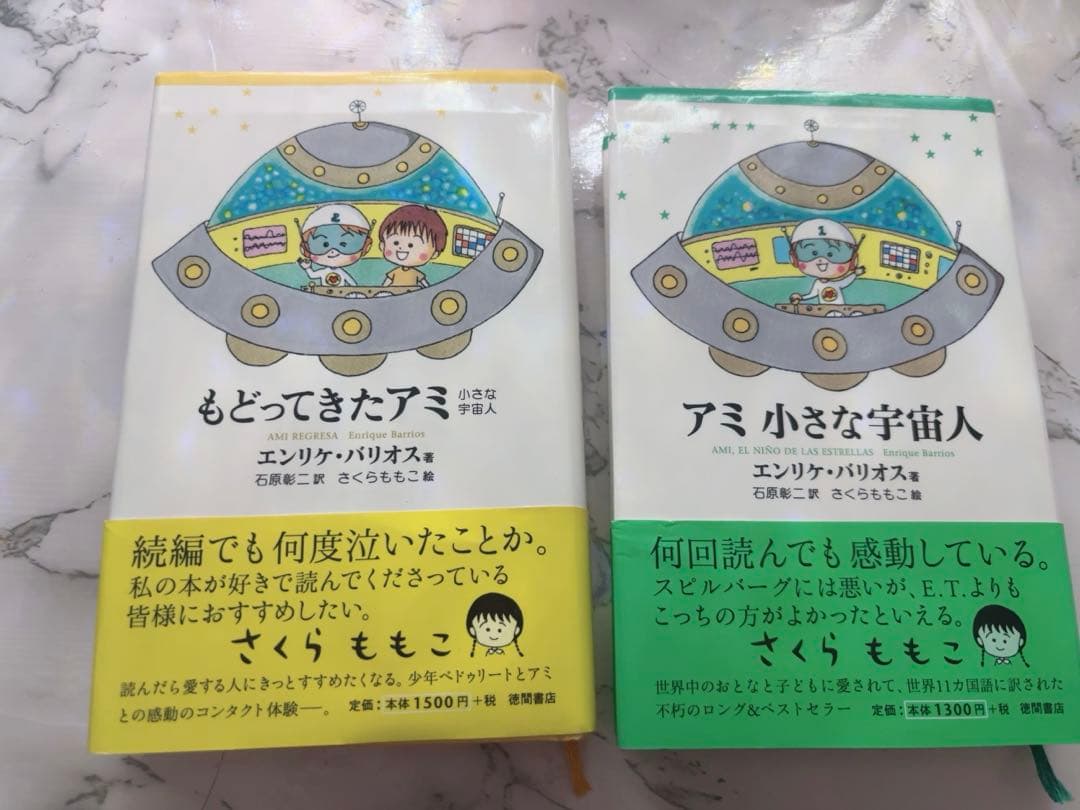 2
もどってきたアミ 小さな宇宙人
AMI REGRESA Enrique Barrios
エンリケ・バリオス著
石原彰二 訳 さくらももこ 絵
続編でも何度泣いたことか。
私の本が好きで読んでくださっている
皆様におすすめしたい。
さくら ももこ
読んだら愛する人にきっとすすめたくなる。少年ペドゥリートとアミ
との感動のコンタクト体験―。 定価:本体1500円+税 徳間書店
1
アミ 小さな宇宙人
AMI, EL NIÑO DE LAS ESTRELLAS Enrique Barrios
エンリケ・バリオス著
石原彰二 訳 さくらももこ 絵
何回読んでも感動している。
スピルバーグには悪いが、E.T.よりも
こっちの方がよかったといえる。
さくら ももこ
世界中のおとなと子どもに愛されて、世界11カ国語に訳された
不朽のロング&ベストセラー 定価:本体1300円+税 徳間書店